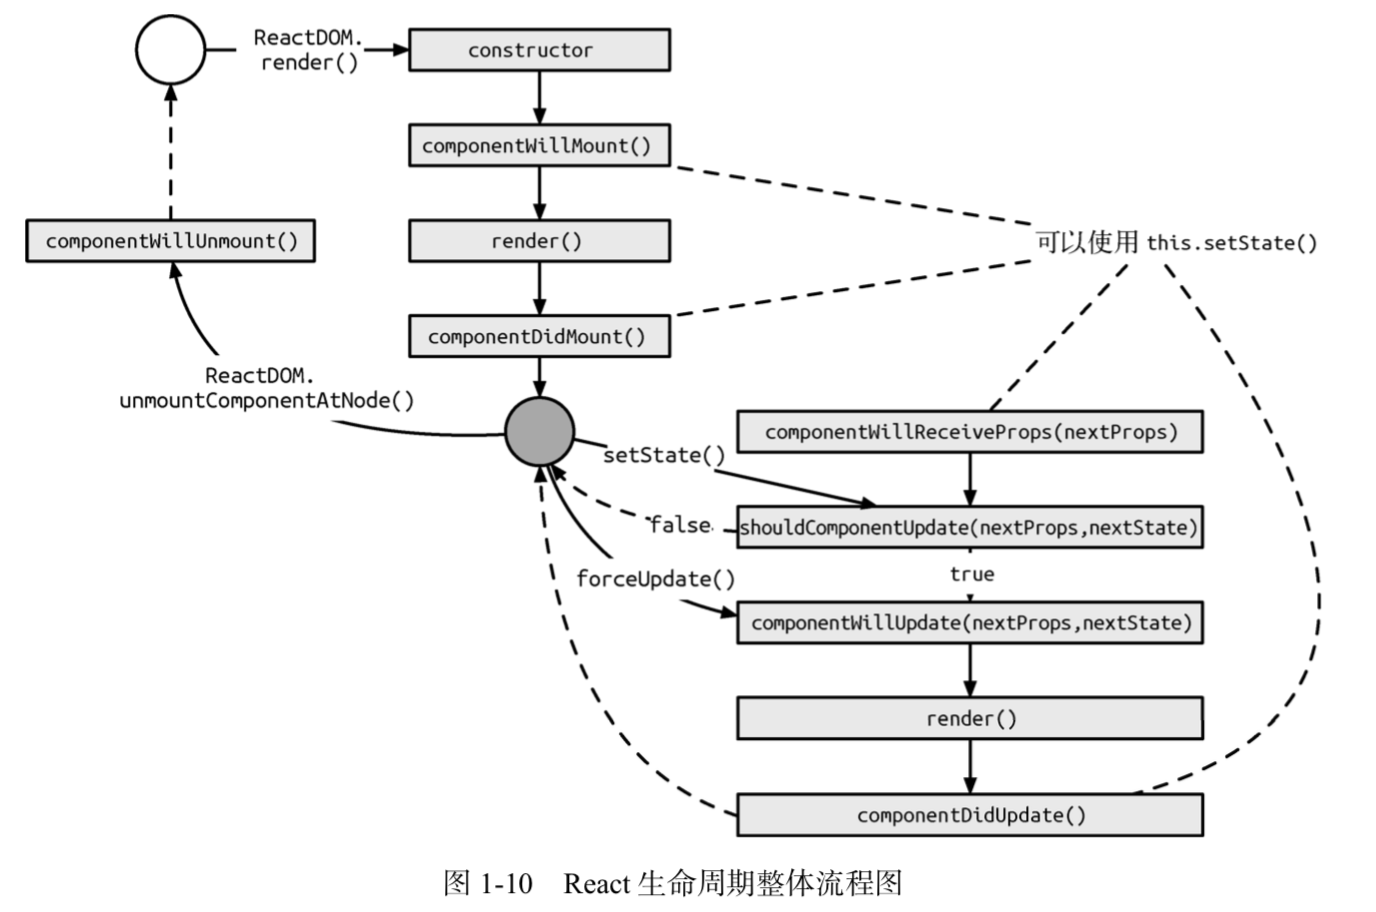 ReactDOM.
render()
constructor
componentWillMount()
componentWillUnmount()
render()
可以使用 this.setState()
componentDidMount()
ReactDOM.
unmountComponentAtNode()
componentWillReceiveProps(nextProps)
setState()
false
shouldComponentUpdate(nextProps,nextState)
true
forceUpdate()
componentWillUpdate(nextProps,nextState)
render()
componentDidUpdate()
图 1-10 React 生命周期整体流程图